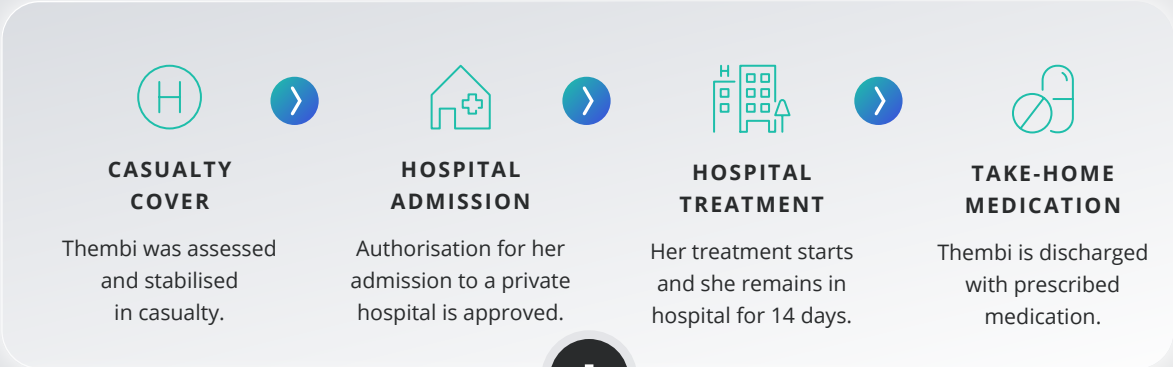 H
CASUALTY
COVER
Thembi was assessed
and stabilised
in casualty.
HOSPITAL
ADMISSION
Authorisation for her
admission to a private
hospital is approved.
H
HOSPITAL
TREATMENT
Her treatment starts
and she remains in
hospital for 14 days.
TAKE-HOME
MEDICATION
Thembi is discharged
with prescribed
medication.